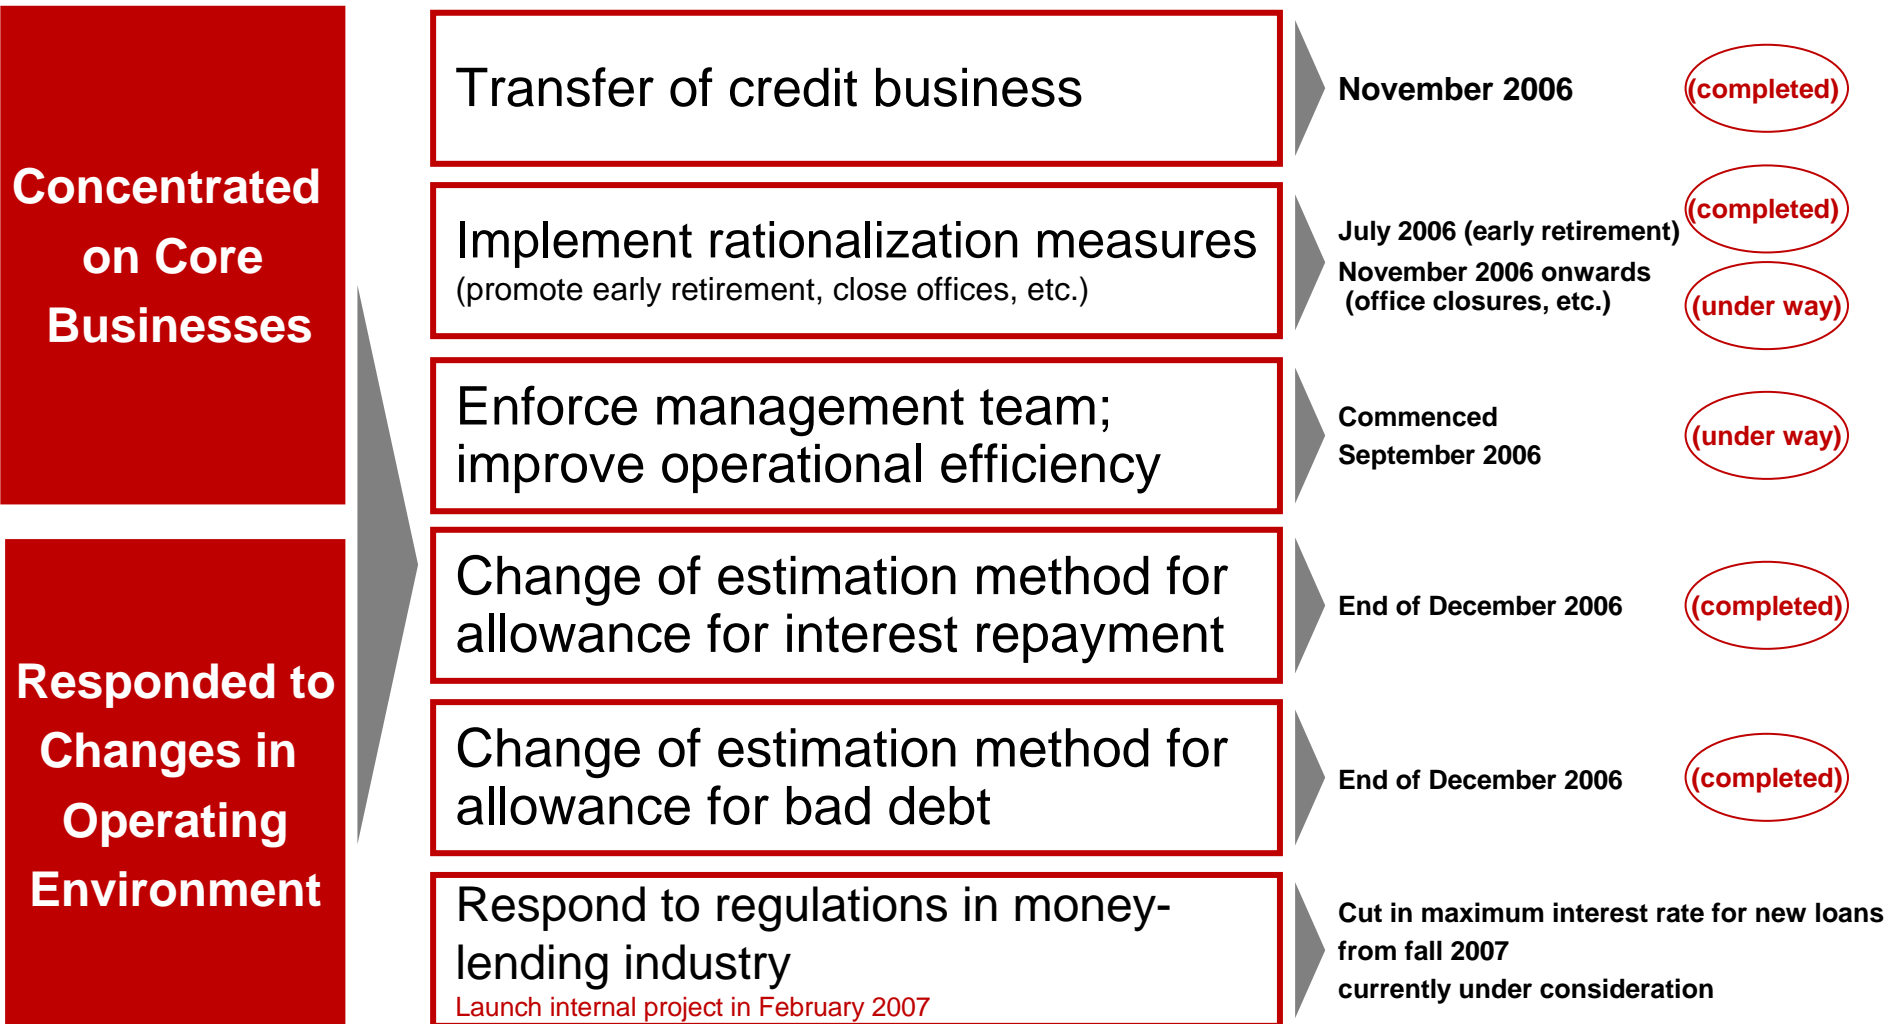 Concentrated
on Core
Businesses
Responded to
Changes in
Operating
Environment
Transfer of credit business
November 2006
(completed)
Implement rationalization measures
(promote early retirement, close offices, etc.)
July 2006 (early retirement)
(completed)
November 2006 onwards
(office closures, etc.)
(under way)
Enforce management team;
improve operational efficiency
Commenced
September 2006
(under way)
Change of estimation method for
allowance for interest repayment
End of December 2006
(completed)
Change of estimation method for
allowance for bad debt
End of December 2006
(completed)
Respond to regulations in money-
lending industry
Launch internal project in February 2007
Cut in maximum interest rate for new loans
from fall 2007
currently under consideration